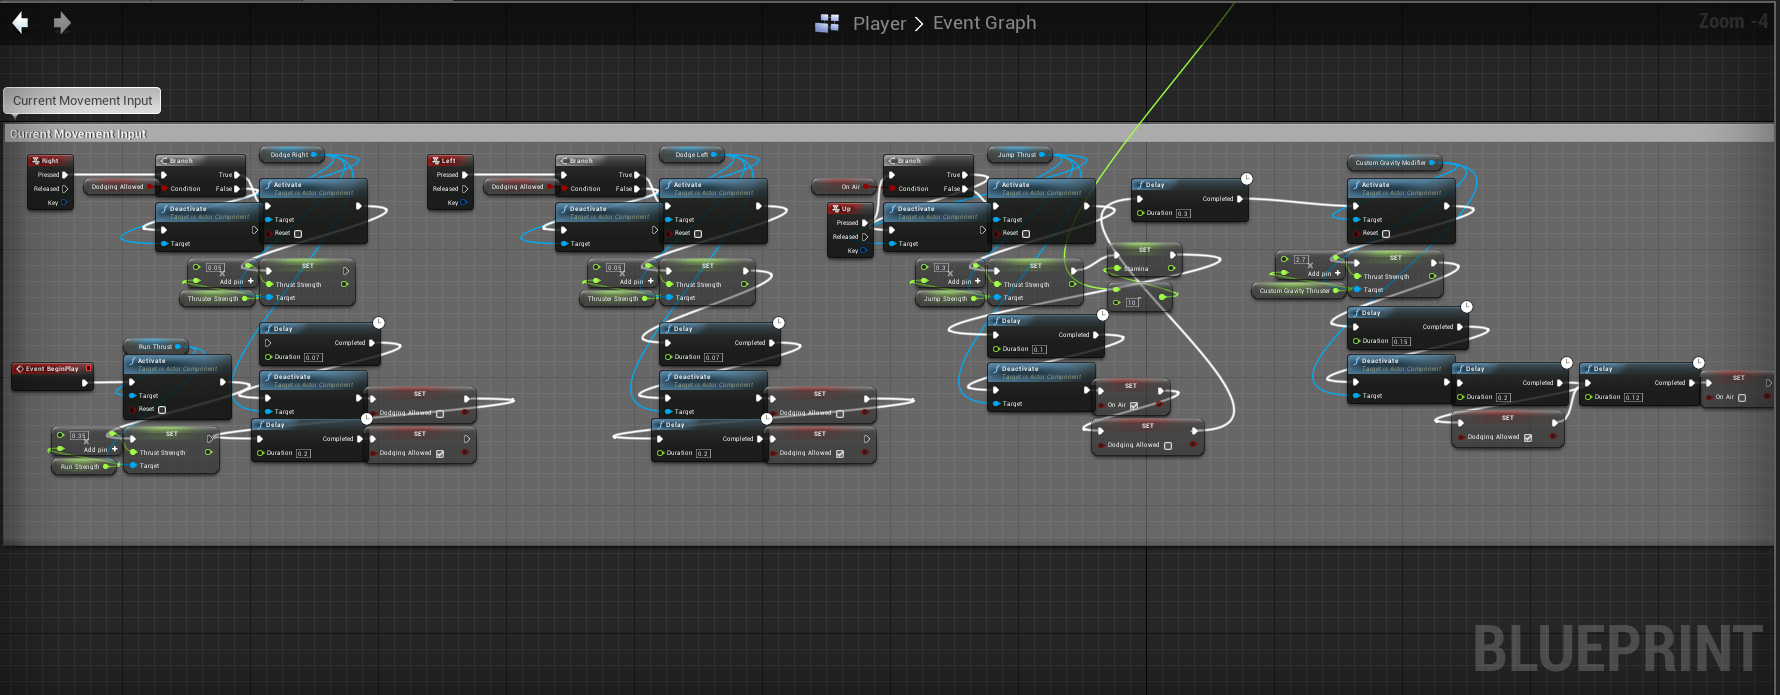 Player > Event Graph
Zoom -4
Current Movement Input
Current Movement Input
Right
Pressed
Released
Key
Dodging Allowed
Branch
True
Condition
False
Dodge Right
Activate
Target is Actor Component
Target
Reset
Deactivate
Target is Actor Component
Target
0.05
Add pin +
Thruster Strength
SET
Thrust Strength
Target
Delay
Completed
Duration 0.07
Deactivate
Target is Actor Component
Target
SET
Dodging Allowed
Delay
Completed
Duration 0.2
SET
Dodging Allowed
Event BeginPlay
Run Thrust
Activate
Target is Actor Component
Target
Reset
0.35
Add pin +
Run Strength
SET
Thrust Strength
Target
Left
Pressed
Released
Key
Dodging Allowed
Branch
True
Condition
False
Dodge Left
Activate
Target is Actor Component
Target
Reset
Deactivate
Target is Actor Component
Target
0.05
Add pin +
Thruster Strength
SET
Thrust Strength
Target
Delay
Completed
Duration 0.07
Deactivate
Target is Actor Component
Target
SET
Dodging Allowed
Delay
Completed
Duration 0.2
SET
Dodging Allowed
On Air
Up
Pressed
Released
Key
Branch
True
Condition
False
Jump Thrust
Activate
Target is Actor Component
Target
Reset
Deactivate
Target is Actor Component
Target
0.3
Add pin +
Jump Strength
SET
Thrust Strength
Target
Delay
Completed
Duration 0.1
Deactivate
Target is Actor Component
Target
SET
On Air
SET
Dodging Allowed
SET
Stamina
10
Delay
Completed
Duration 0.3
Custom Gravity Modifier
Activate
Target is Actor Component
Target
Reset
2.7
Add pin +
Custom Gravity Thruster
SET
Thrust Strength
Target
Delay
Completed
Duration 0.15
Deactivate
Target is Actor Component
Target
Delay
Completed
Duration 0.2
SET
Dodging Allowed
Delay
Completed
Duration 0.12
SET
On Air
BLUEPRINT